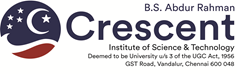 B.S. Abdur Rahman
Crescent
Institute of Science & Technology
Deemed to be University u/s 3 of the UGC Act, 1956
GST Road, Vandalur, Chennai 600 048